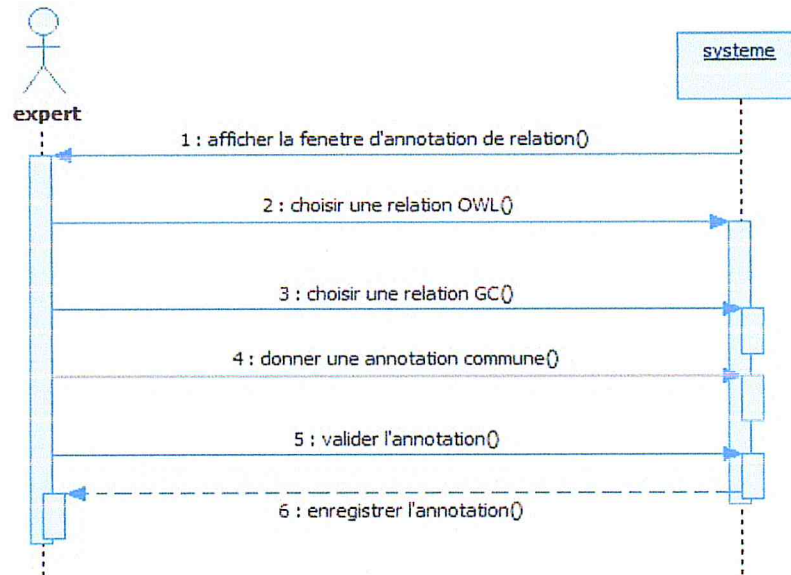 systeme
expert
1 : afficher la fenetre d'annotation de relation()
2 : choisir une relation OWL()
3 : choisir une relation GC()
4 : donner une annotation commune()
5 : valider l'annotation()
6 : enregistrer l'annotation()